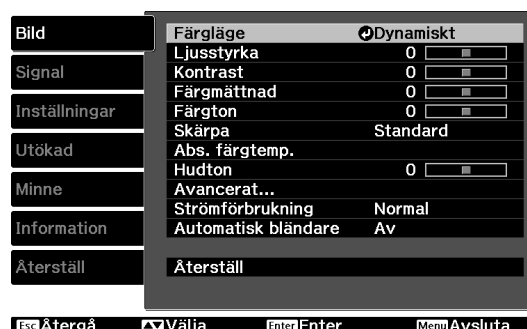 Bild
Signal
Inställningar
Utökad
Minne
Information
Återställ
Färgläge Dynamiskt
Ljusstyrka 0
Kontrast 0
Färgmättnad 0
Färgton 0
Skärpa Standard
Abs. färgtemp.
Hudton 0
Avancerat...
Strömförbrukning Normal
Automatisk bländare Av
Återställ
Esc Återgå Välja Enter Enter Menu Avsluta